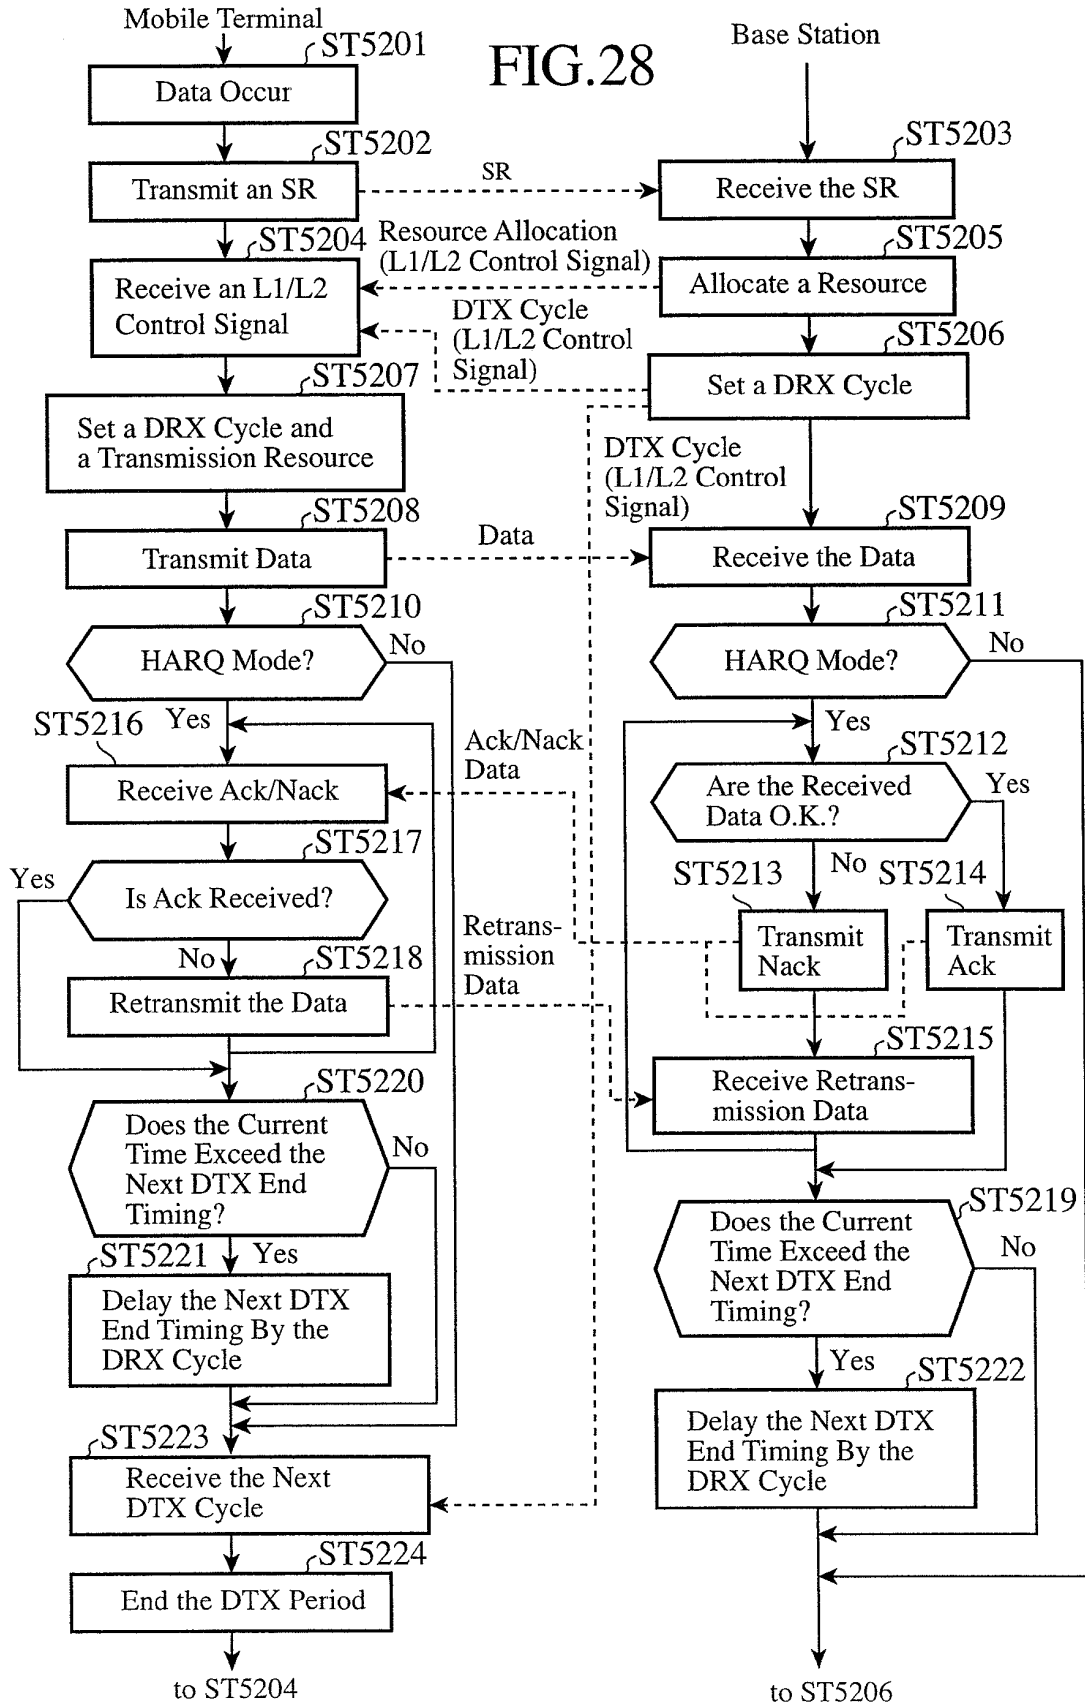 FIG.28
Mobile Terminal
Base Station
ST5201
Data Occur
ST5202
Transmit an SR
SR
ST5203
Receive the SR
ST5204
Receive an L1/L2
Control Signal
Resource Allocation
(L1/L2 Control Signal)
ST5205
Allocate a Resource
DTX Cycle
(L1/L2 Control
Signal)
ST5206
Set a DRX Cycle
ST5207
Set a DRX Cycle and
a Transmission Resource
DTX Cycle
(L1/L2 Control
Signal)
ST5208
Transmit Data
Data
ST5209
Receive the Data
ST5210
HARQ Mode?
No
Yes
ST5211
HARQ Mode?
No
Yes
ST5216
Receive Ack/Nack
Ack/Nack
Data
ST5212
Are the Received
Data O.K.?
Yes
No
ST5217
Is Ack Received?
Yes
No
ST5213
Transmit
Nack
ST5214
Transmit
Ack
ST5218
Retransmit the Data
Retrans-
mission
Data
ST5215
Receive Retrans-
mission Data
ST5220
Does the Current
Time Exceed the
Next DTX End
Timing?
No
Yes
ST5219
Does the Current
Time Exceed the
Next DTX End
Timing?
No
Yes
ST5221
Delay the Next DTX
End Timing By the
DRX Cycle
ST5222
Delay the Next DTX
End Timing By the
DRX Cycle
ST5223
Receive the Next
DTX Cycle
ST5224
End the DTX Period
to ST5204
to ST5206